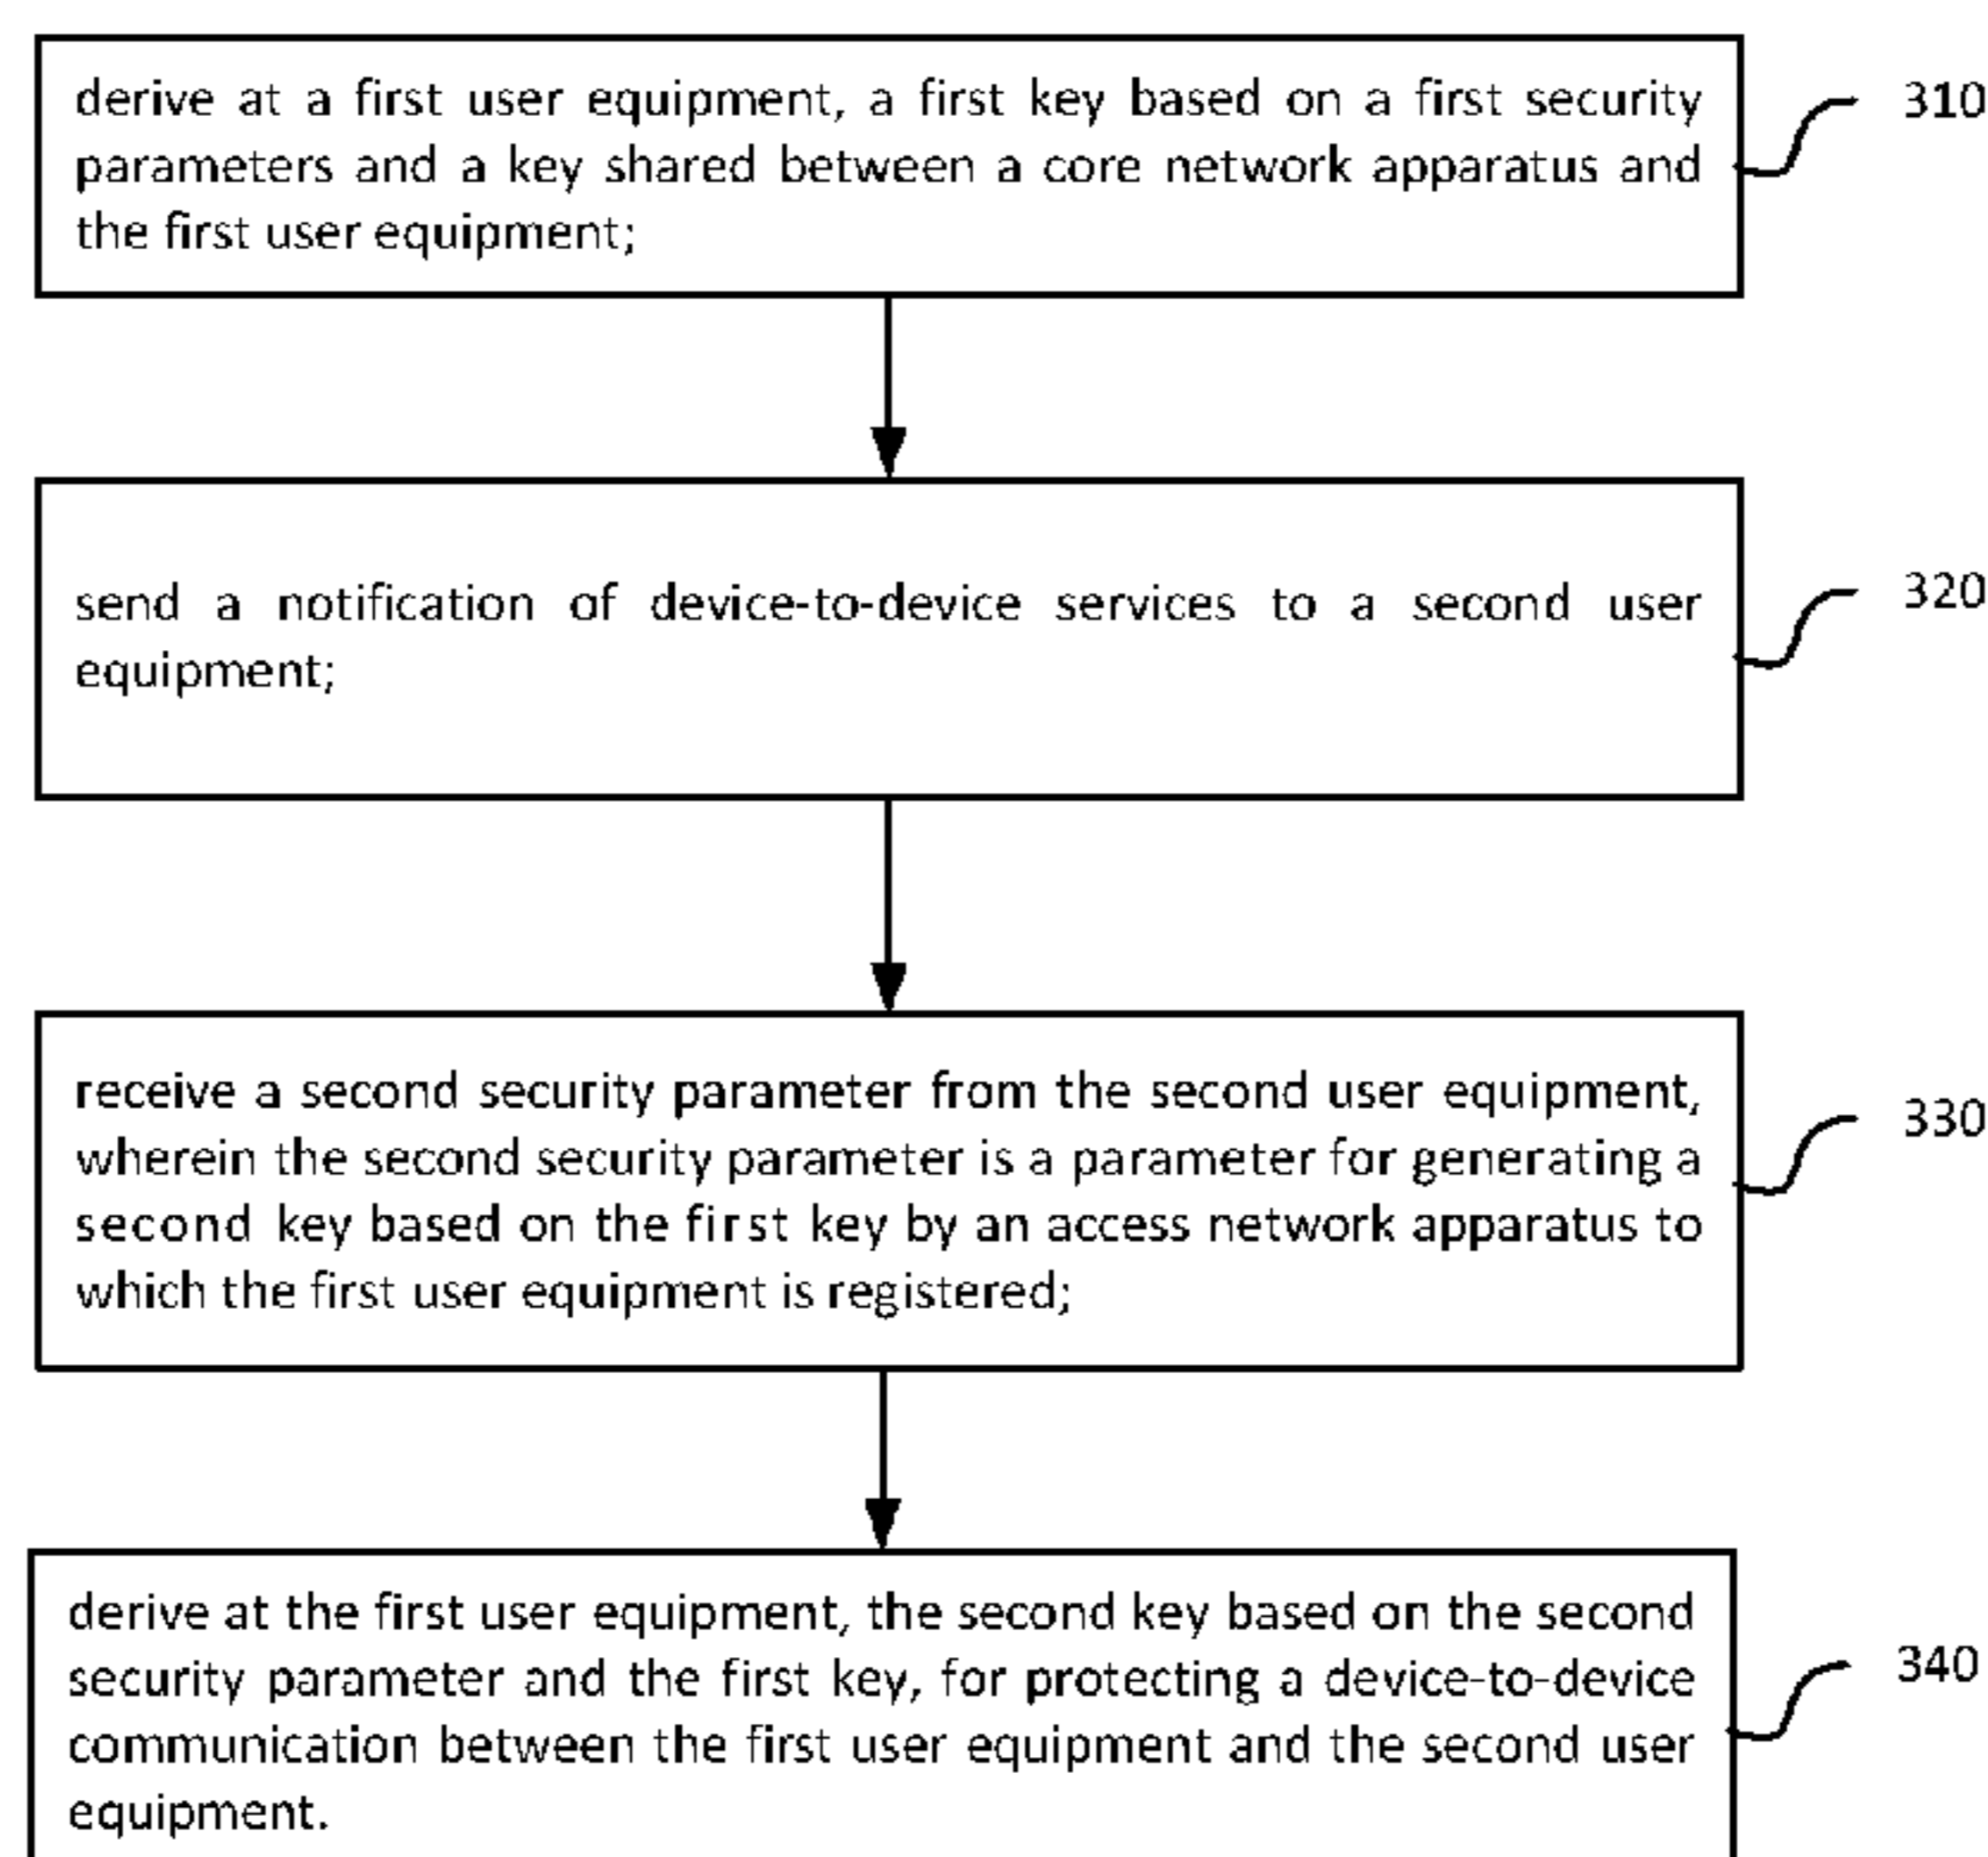 derive at a first user equipment, a first key based on a first security
parameters and a key shared between a core network apparatus and
the first user equipment;
310
send a notification of device-to-device services to a second user
equipment;
320
receive a second security parameter from the second user equipment,
wherein the second security parameter is a parameter for generating a
second key based on the first key by an access network apparatus to
which the first user equipment is registered;
330
derive at the first user equipment, the second key based on the second
security parameter and the first key, for protecting a device-to-device
communication between the first user equipment and the second user
equipment.
340